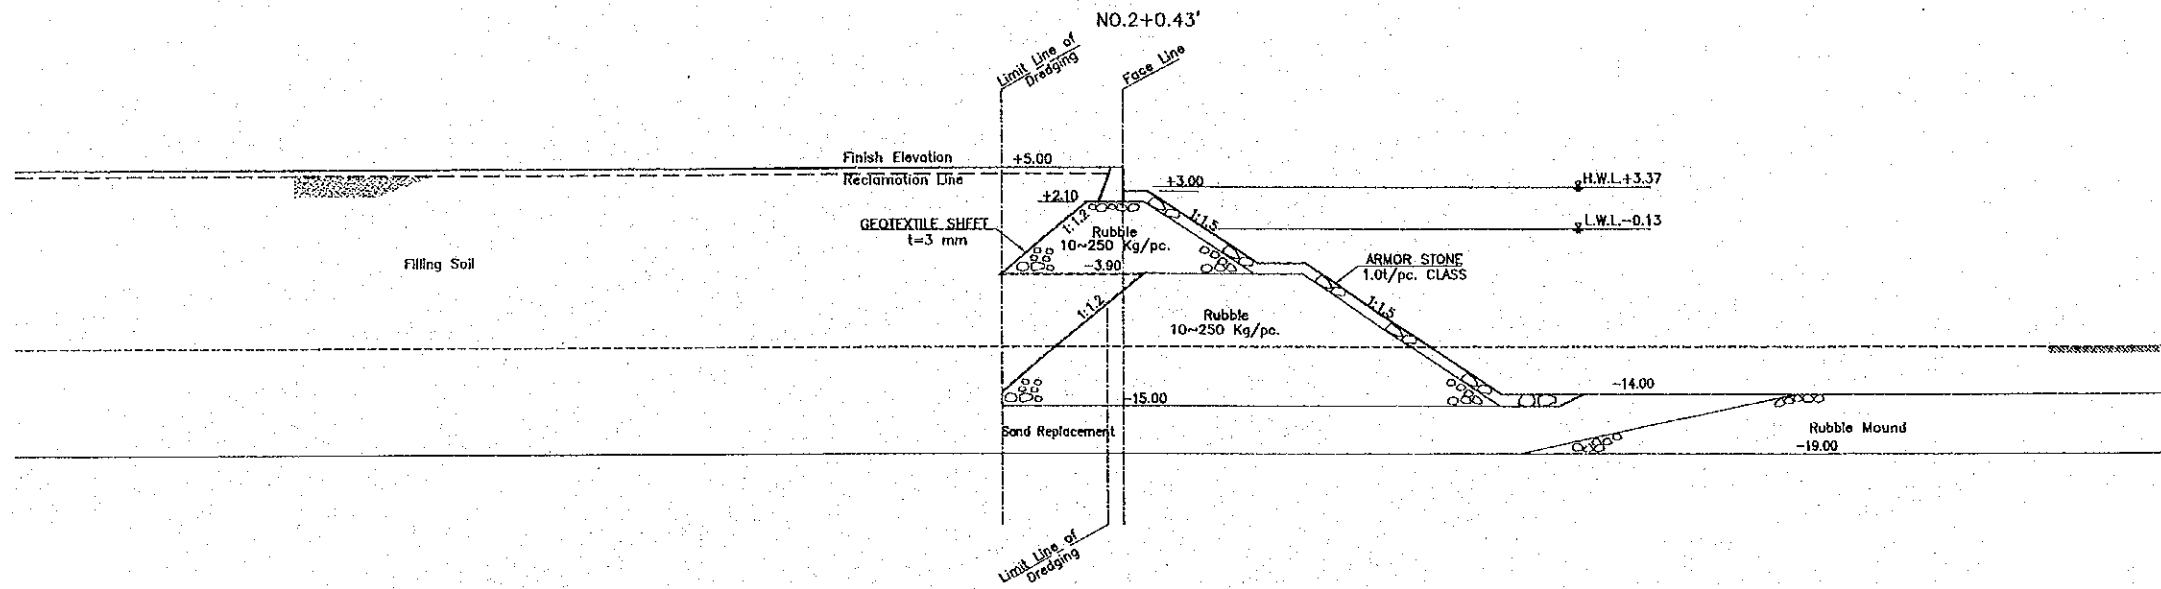 NO.2+0.43'
Limit Line of
Dredging
Face Line
Finish Elevation
+5.00
Reclamation Line
+3.00
H.W.L.+3.37
+2.10
L.W.L.-0.13
GEOTEXTILE SHEET
t=3 mm
1:1.2
1:1.5
Rubble
10~250 Kg/pc.
Filling Soil
-3.90
ARMOR STONE
1.0t/pc. CLASS
1:1.2
1:1.5
Rubble
10~250 Kg/pc.
-14.00
-15.00
Sand Replacement
Rubble Mound
-19.00
Limit Line of
Dredging